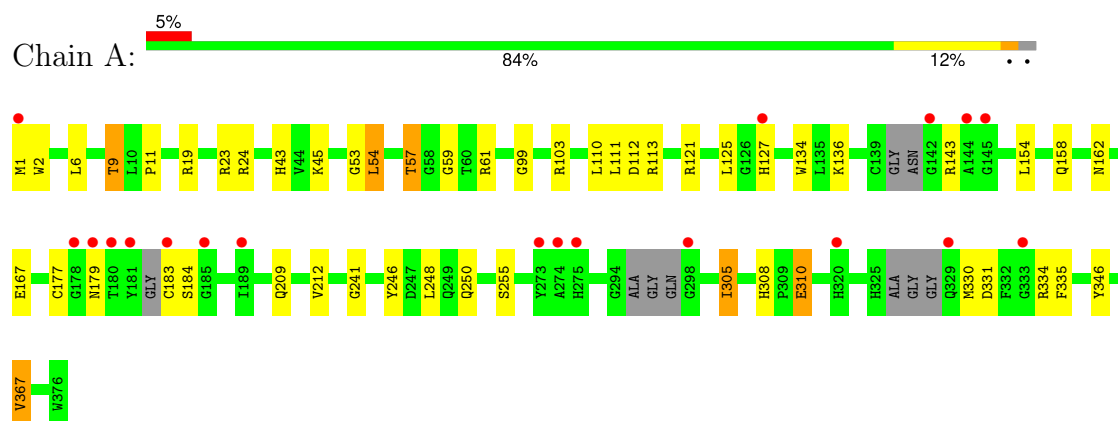 5%
Chain A:
84% 12% • •
M1 W2 L6 T9 L10 P11 R19 R23 R24 H43 V44 K45 G53 L54 T57 G58 G59 T60 R61 G99 R103 L110 L111 D112 R113 R121 L125 G126 H127 W134 L135 K136 C139 GLY ASN G142 R143 A144 G145 L154 Q158 N162
E167 C177 G178 N179 T180 Y181 GLY C183 S184 G185 I189 Q209 V212 G241 Y246 D247 L248 Q249 Q250 S255 Y273 A274 H275 G294 ALA GLY GLN G298 I305 H308 P309 E310 H320 H325 ALA GLY GLY Q329 M330 D331 F332 G333 R334 F335 Y346
V367 W376